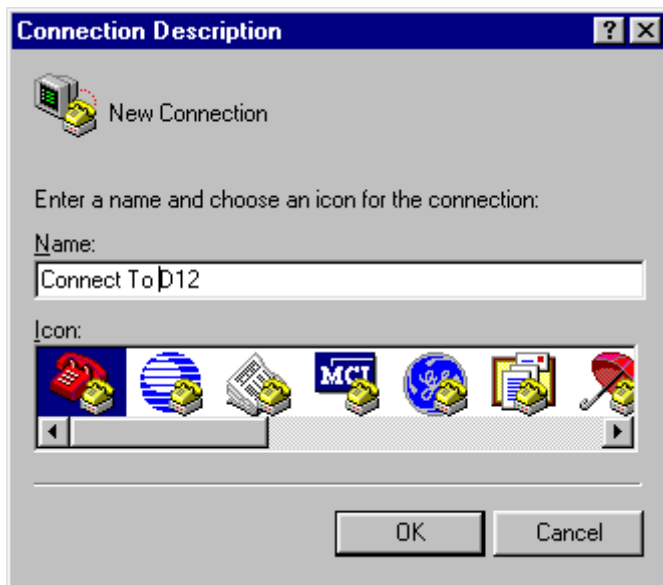 Connection Description
New Connection
Enter a name and choose an icon for the connection:
Name:
Connect To D12
Icon:
MCI
OK Cancel